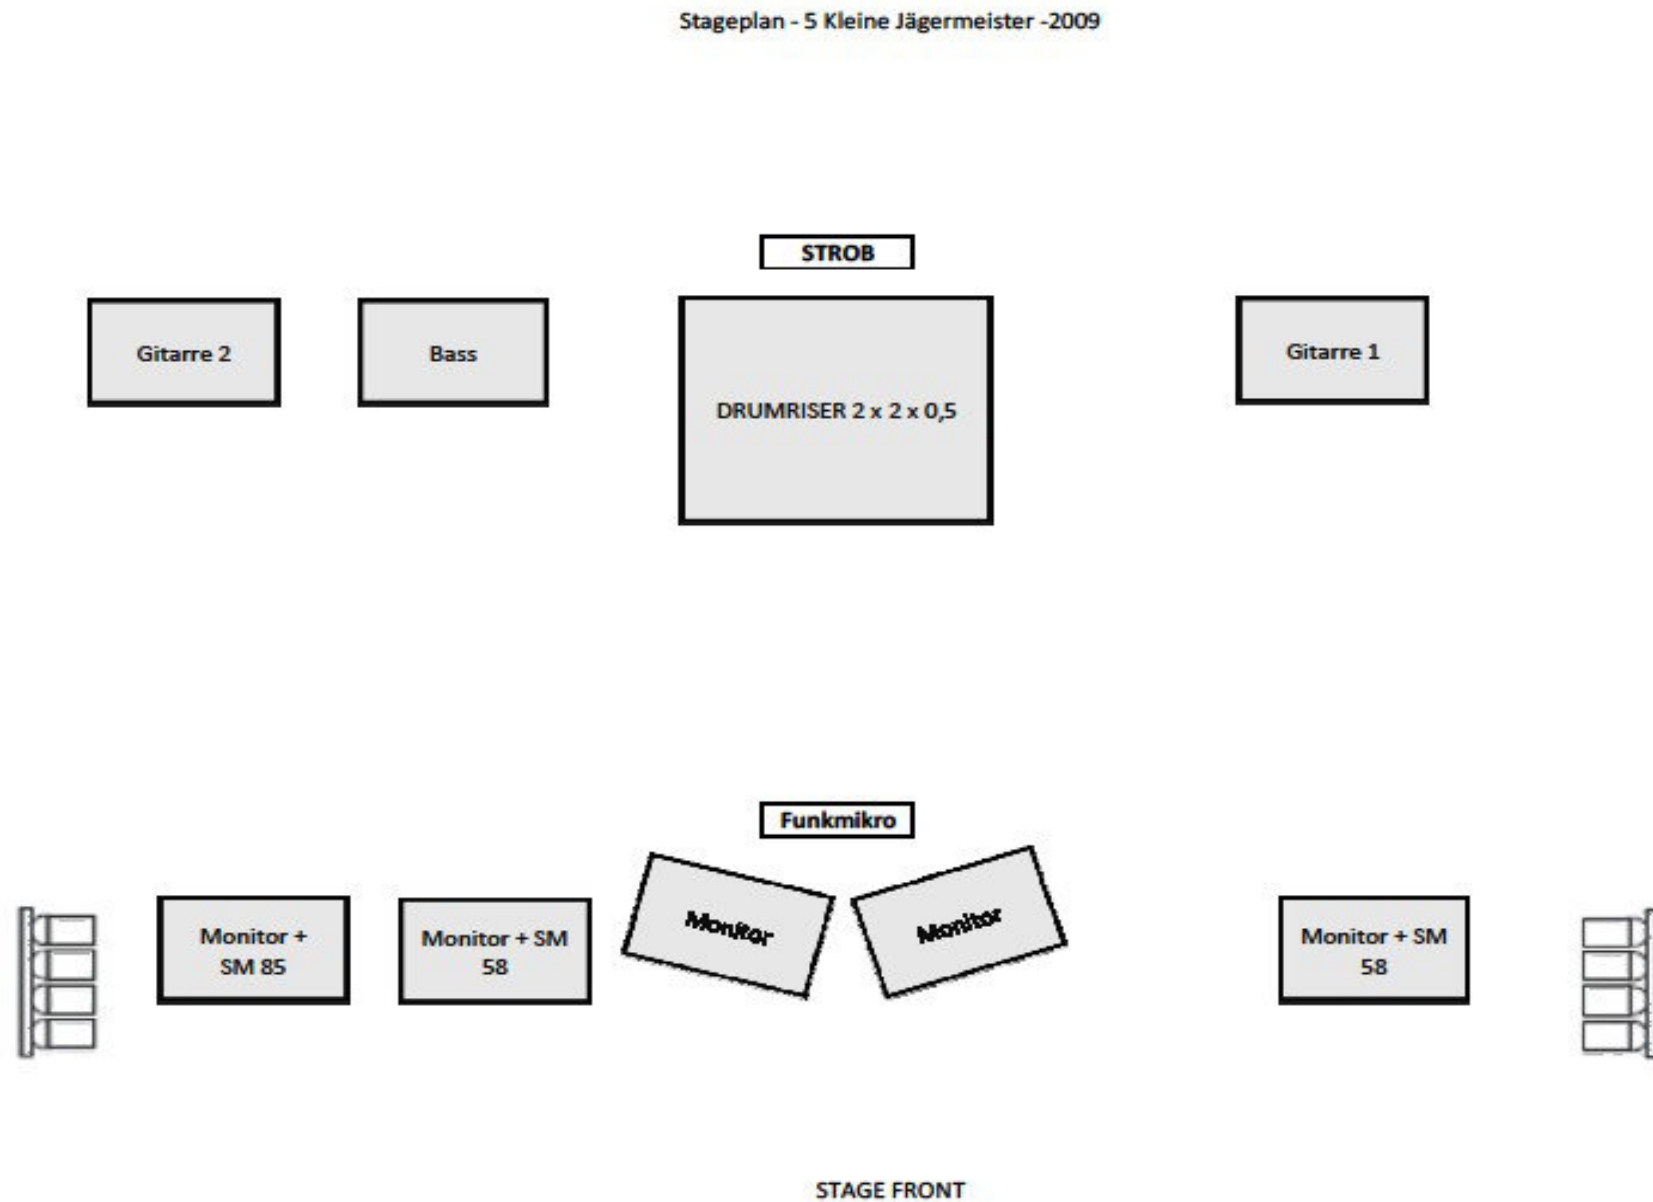 Stageplan - 5 Kleine Jägermeister -2009
STROB
Gitarre 2
Bass
DRUMRISER 2 x 2 x 0,5
Gitarre 1
Funkmikro
Monitor +
SM 85
Monitor + SM
58
Monitor
Monitor
Monitor + SM
58
STAGE FRONT